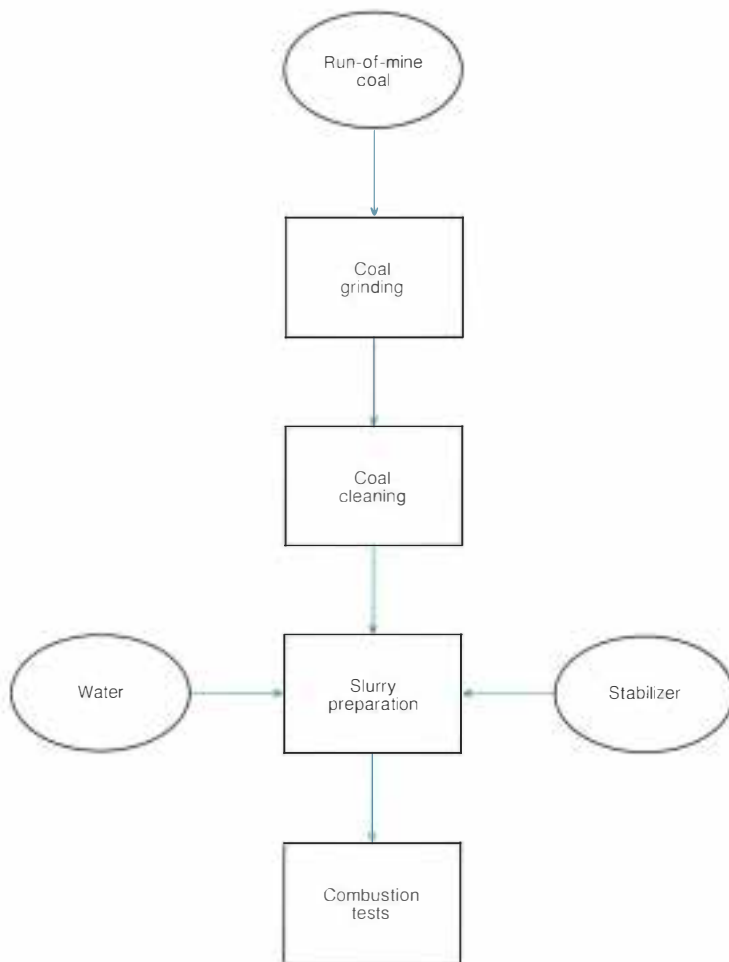 Run-of-mine
coal
Coal
grinding
Coal
cleaning
Water
Slurry
preparation
Stabilizer
Combustion
tests